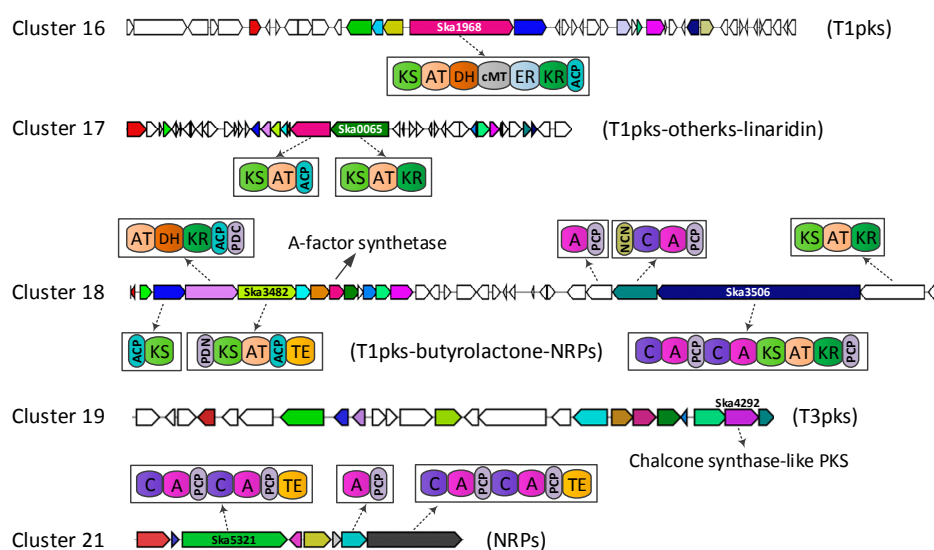 Cluster 16 Ska1968 (T1pks)
KS AT DH cMT ER KR ACP
Cluster 17 Ska0065 (T1pks-otherks-linaridin)
KS AT ACP KS AT KR
AT DH KR ACP PDC A-factor synthetase A PCP NCN C A PCP KS AT KR
Cluster 18 Ska3482 Ska3506
ACP KS PDN KS AT ACP TE (T1pks-butyrolactone-NRPs) C A PCP C A KS AT KR PCP
Cluster 19 Ska4292 (T3pks)
Chalcone synthase-like PKS
C A PCP C A PCP TE A PCP C A PCP C A PCP TE
Cluster 21 Ska5321 (NRPs)